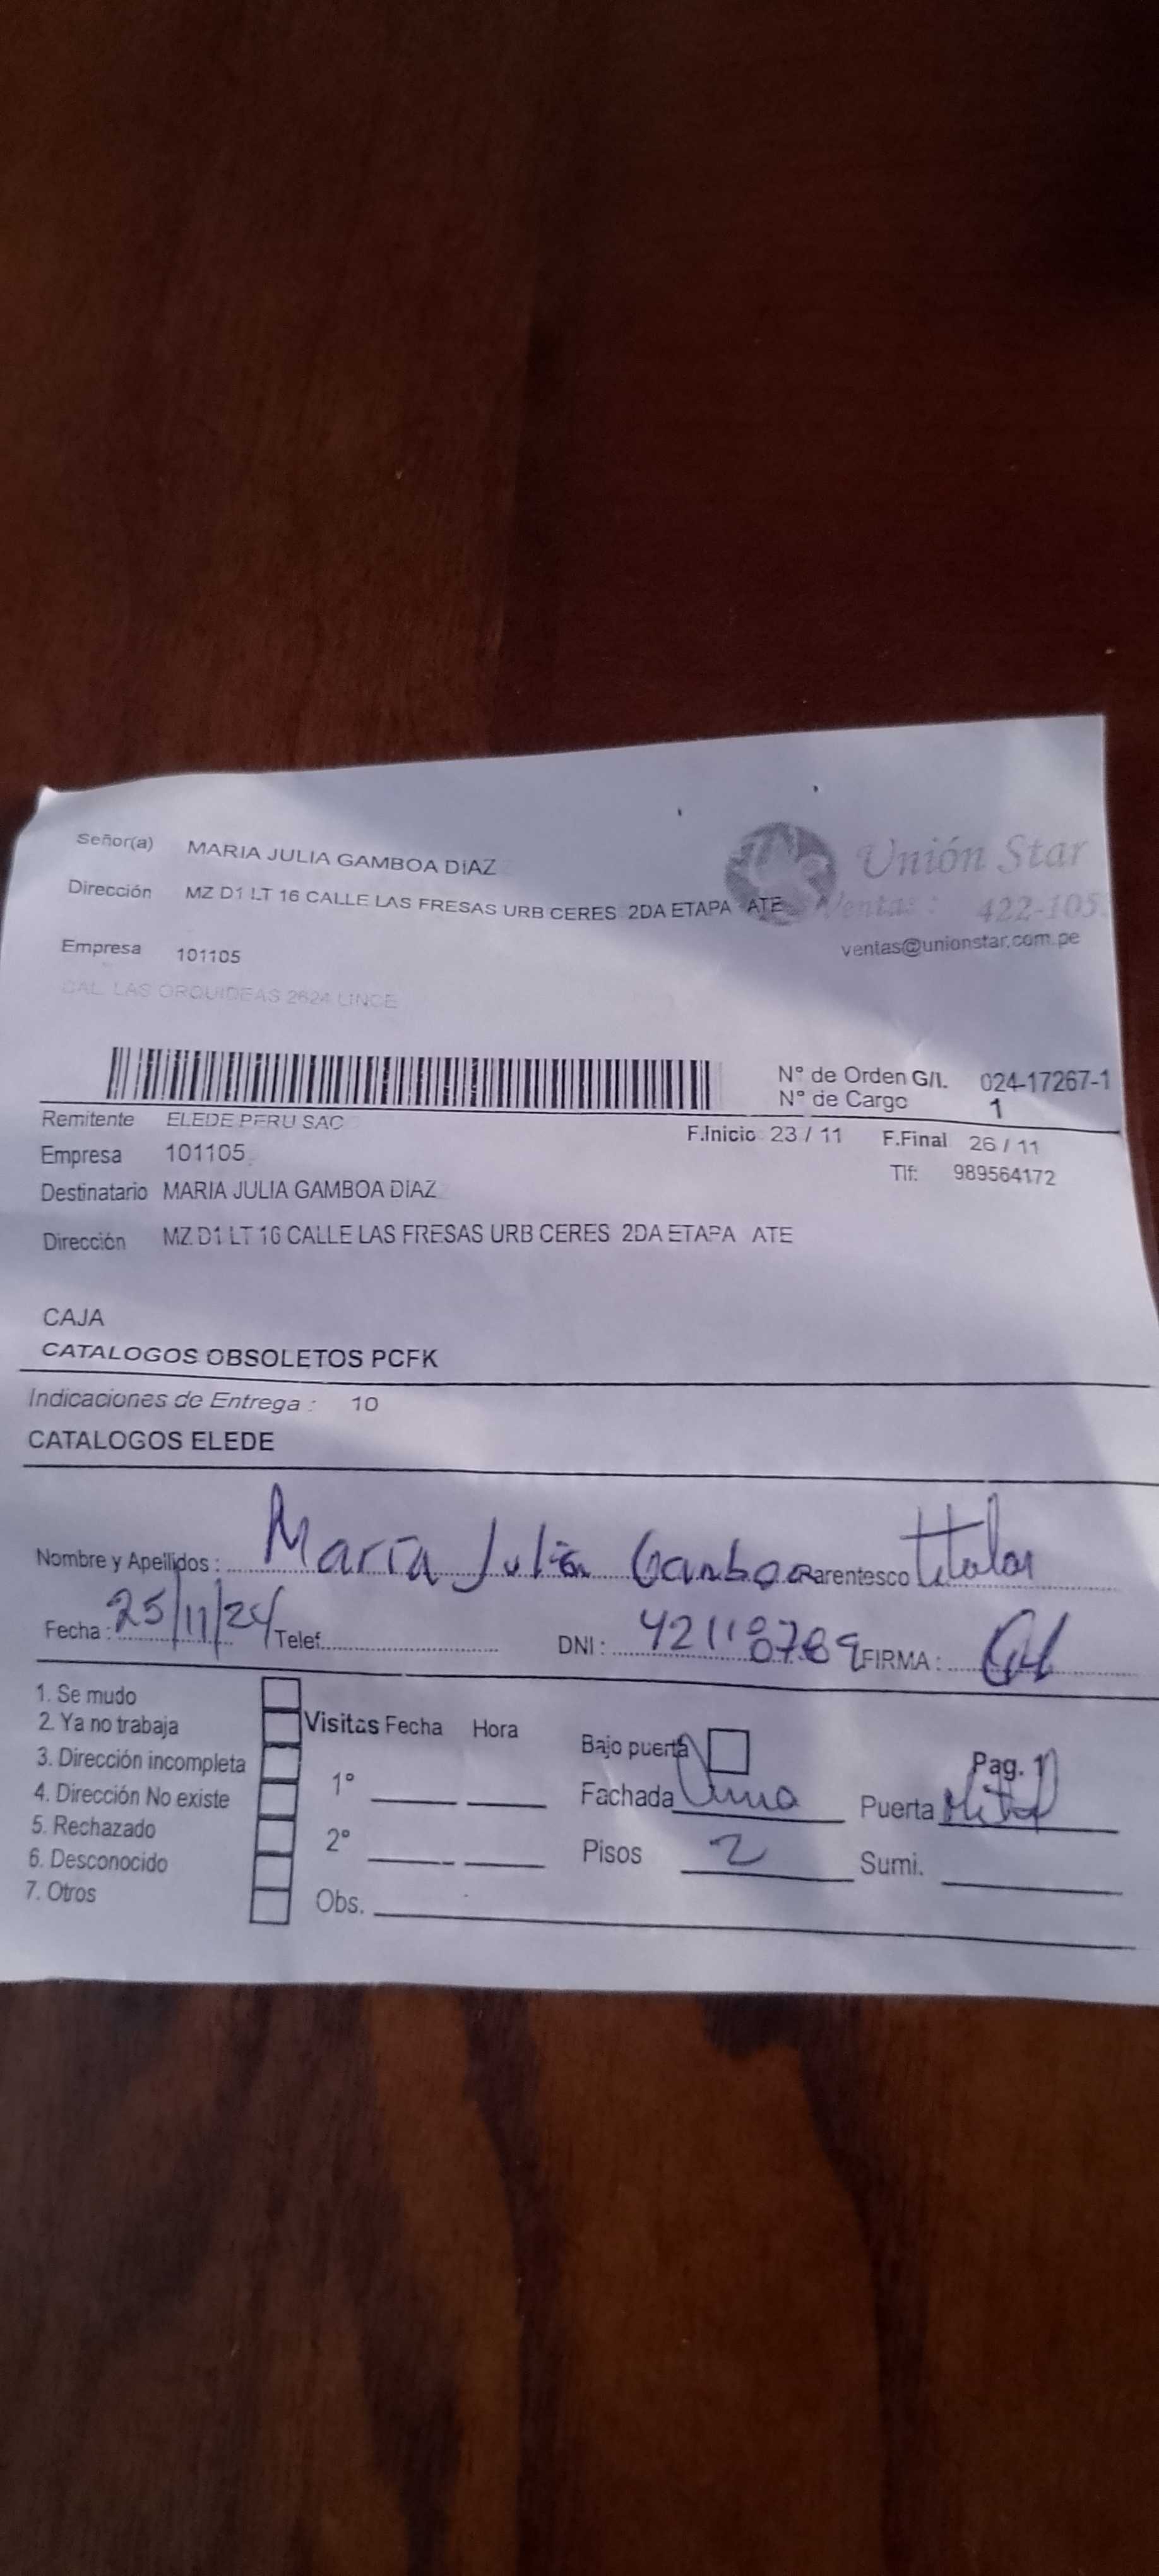 Señor(a) MARIA JULIA GAMBOA DIAZ
Unión Star
Dirección MZ D1 LT 16 CALLE LAS FRESAS URB CERES 2DA ETAPA ATE
Ventas: 422-105
ventas@unionstar.com.pe
Empresa 101105
CAL. LAS ORQUIDEAS 2624 LINCE
N° de Orden G/I. 024-17267-1
N° de Cargo 1
Remitente ELEDE PERU SAC
F.Inicio 23 / 11 F.Final 26 / 11
Empresa 101105
Tlf: 989564172
Destinatario MARIA JULIA GAMBOA DIAZ
Dirección MZ D1 LT 16 CALLE LAS FRESAS URB CERES 2DA ETAPA ATE
CAJA
CATALOGOS OBSOLETOS PCFK
Indicaciones de Entrega : 10
CATALOGOS ELEDE
Nombre y Apellidos : María Julia Gamboa Parentesco titular
Fecha : 25/11/24 Telef. DNI : 42118789 FIRMA :
1. Se mudo
2. Ya no trabaja
3. Dirección incompleta
4. Dirección No existe
5. Rechazado
6. Desconocido
7. Otros
Visitas Fecha Hora
1°
2°
Obs.
Bajo puerta
Pag. 1
Fachada Puerta
Pisos 2 Sumi.